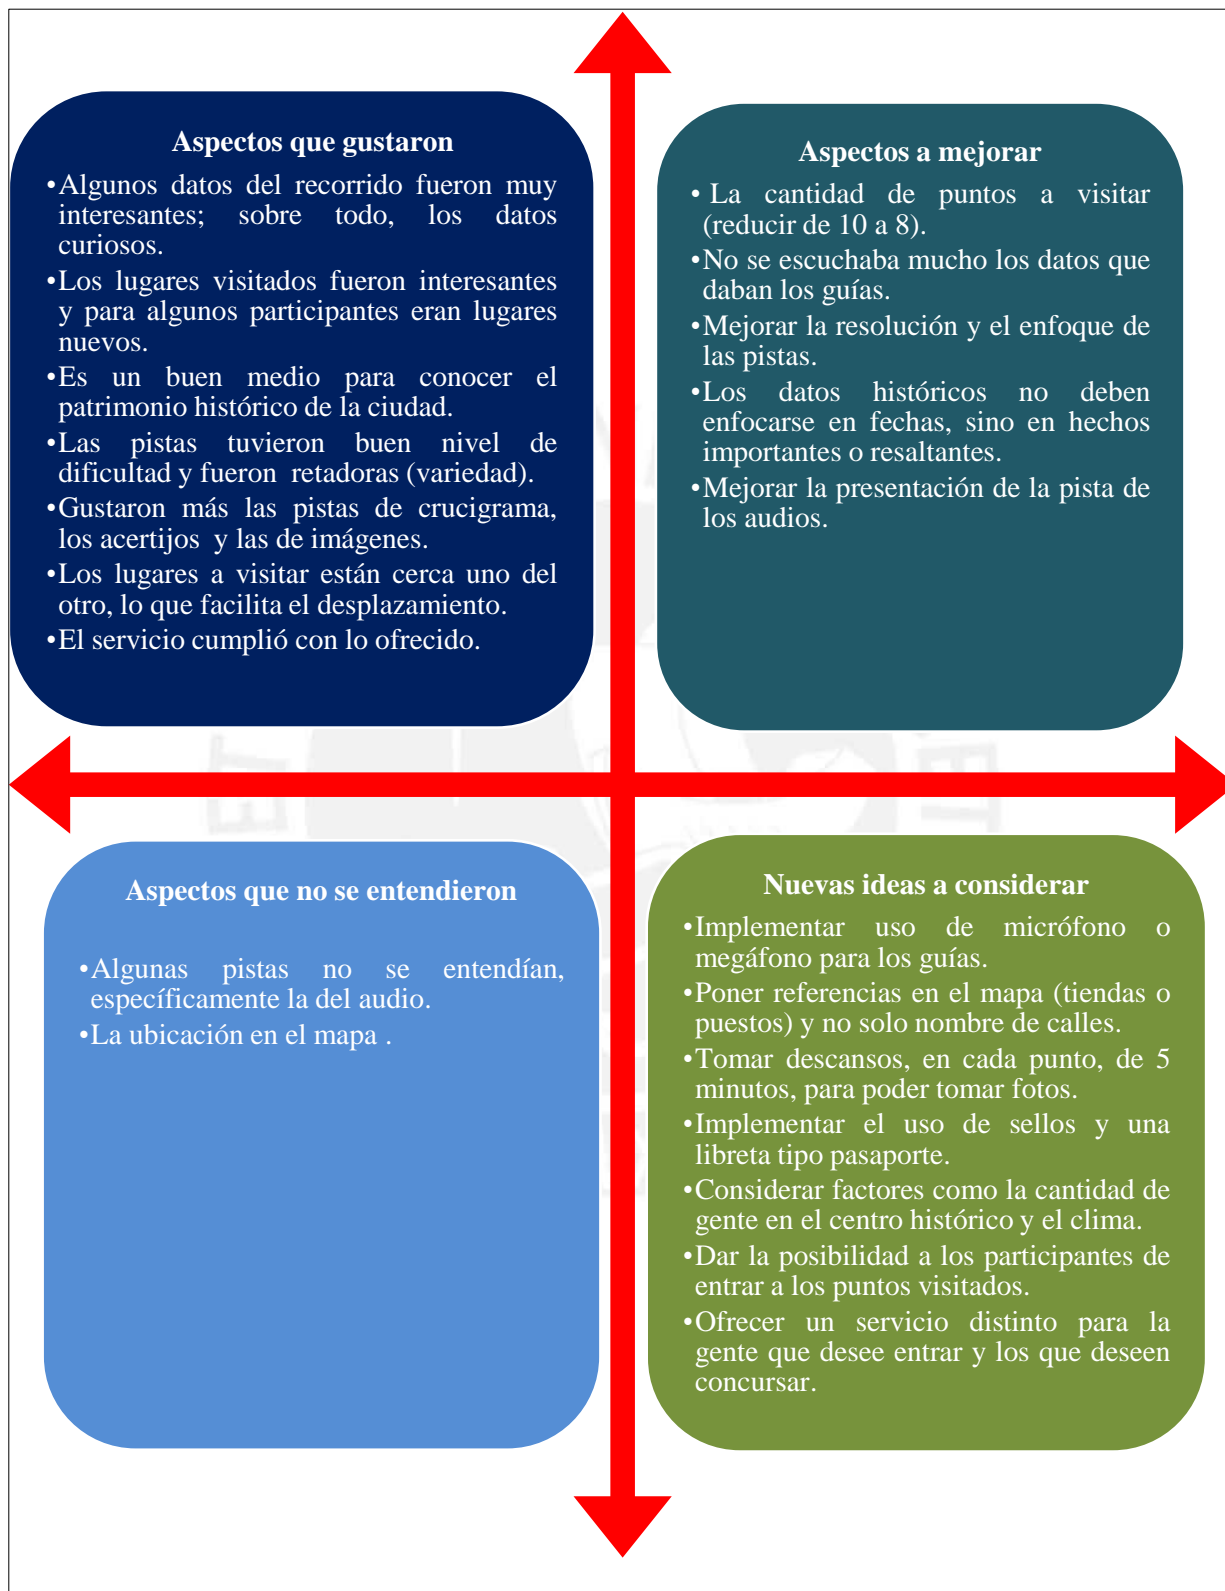 Aspectos que gustaron
•Algunos datos del recorrido fueron muy
interesantes; sobre todo, los datos
curiosos.
•Los lugares visitados fueron interesantes
y para algunos participantes eran lugares
nuevos.
•Es un buen medio para conocer el
patrimonio histórico de la ciudad.
•Las pistas tuvieron buen nivel de
dificultad y fueron retadoras (variedad).
•Gustaron más las pistas de crucigrama,
los acertijos y las de imágenes.
•Los lugares a visitar están cerca uno del
otro, lo que facilita el desplazamiento.
•El servicio cumplió con lo ofrecido.
Aspectos a mejorar
• La cantidad de puntos a visitar
(reducir de 10 a 8).
•No se escuchaba mucho los datos que
daban los guías.
•Mejorar la resolución y el enfoque de
las pistas.
•Los datos históricos no deben
enfocarse en fechas, sino en hechos
importantes o resaltantes.
•Mejorar la presentación de la pista de
los audios.
Aspectos que no se entendieron
•Algunas pistas no se entendían,
específicamente la del audio.
•La ubicación en el mapa .
Nuevas ideas a considerar
•Implementar uso de micrófono o
megáfono para los guías.
•Poner referencias en el mapa (tiendas o
puestos) y no solo nombre de calles.
•Tomar descansos, en cada punto, de 5
minutos, para poder tomar fotos.
•Implementar el uso de sellos y una
libreta tipo pasaporte.
•Considerar factores como la cantidad de
gente en el centro histórico y el clima.
•Dar la posibilidad a los participantes de
entrar a los puntos visitados.
•Ofrecer un servicio distinto para la
gente que desee entrar y los que deseen
concursar.